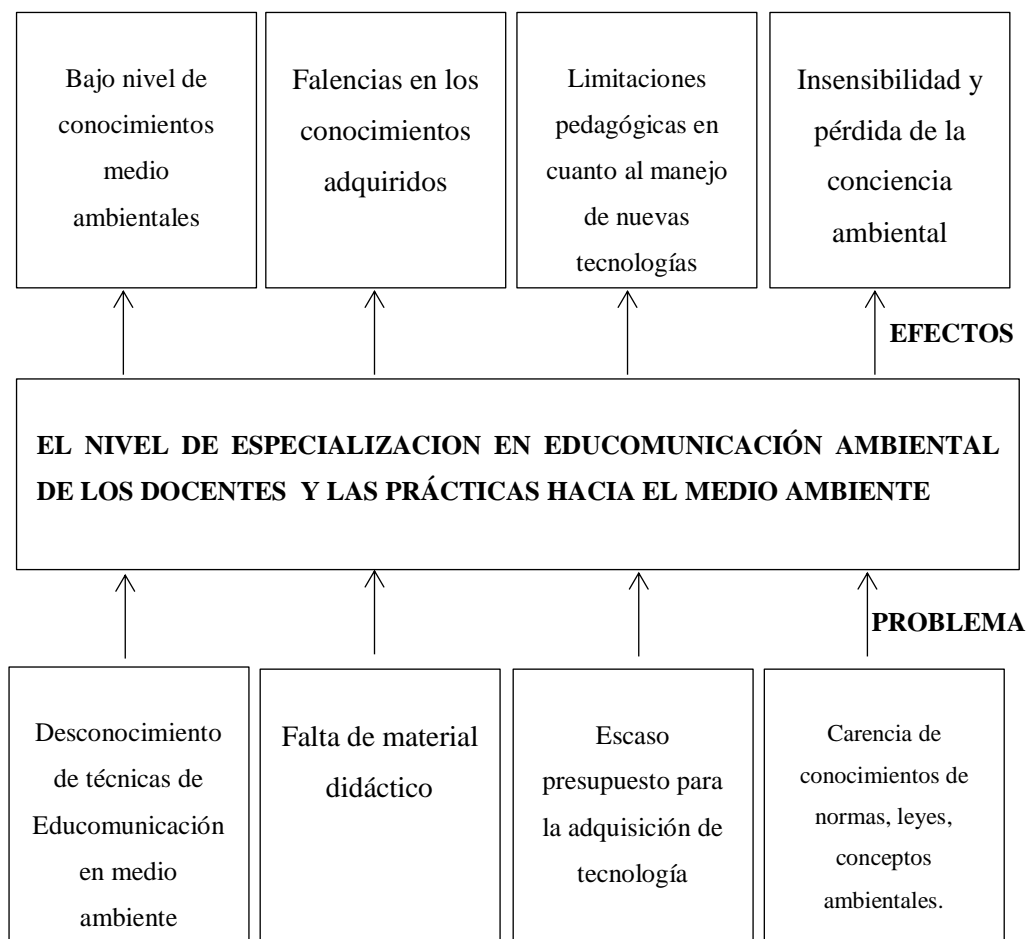 Bajo nivel de
conocimientos
medio
ambientales
Falencias en los
conocimientos
adquiridos
Limitaciones
pedagógicas en
cuanto al manejo
de nuevas
tecnologías
Insensibilidad y
pérdida de la
conciencia
ambiental
EFECTOS
EL NIVEL DE ESPECIALIZACION EN EDUCOMUNICACIÓN AMBIENTAL
DE LOS DOCENTES Y LAS PRÁCTICAS HACIA EL MEDIO AMBIENTE
PROBLEMA
Desconocimiento
de técnicas de
Educomunicación
en medio
ambiente
Falta de material
didáctico
Escaso
presupuesto para
la adquisición de
tecnología
Carencia de
conocimientos de
normas, leyes,
conceptos
ambientales.